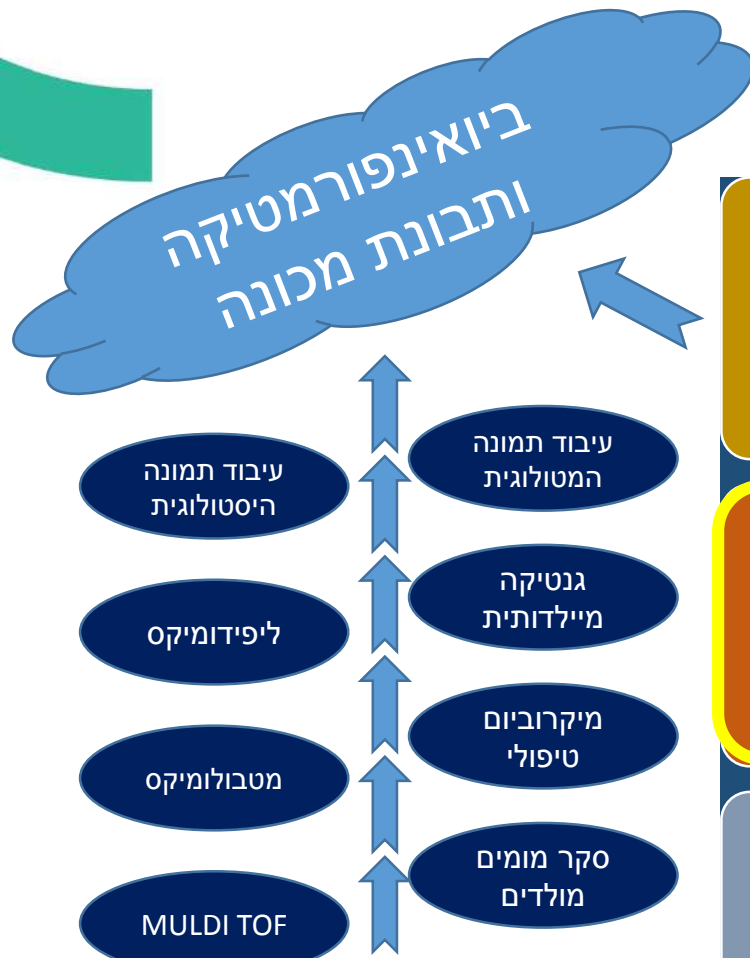 ביואינפורמטיקה
ותבונת מכונה
עיבוד תמונה
המטולוגית
עיבוד תמונה
היסטולוגית
גנטיקה
מיילדותית
ליפידומיקס
מיקרוביום
טיפולי
מטבולומיקס
סקר מומים
מולדים
MULDI TOF